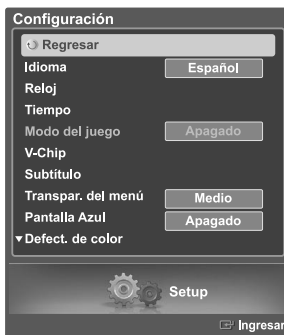 Configuración
Regresar
Idioma Español
Reloj
Tiempo
Modo del juego Apagado
V-Chip
Subtítulo
Transpar. del menú Medio
Pantalla Azul Apagado
▼Defect. de color
Setup
Ingresar